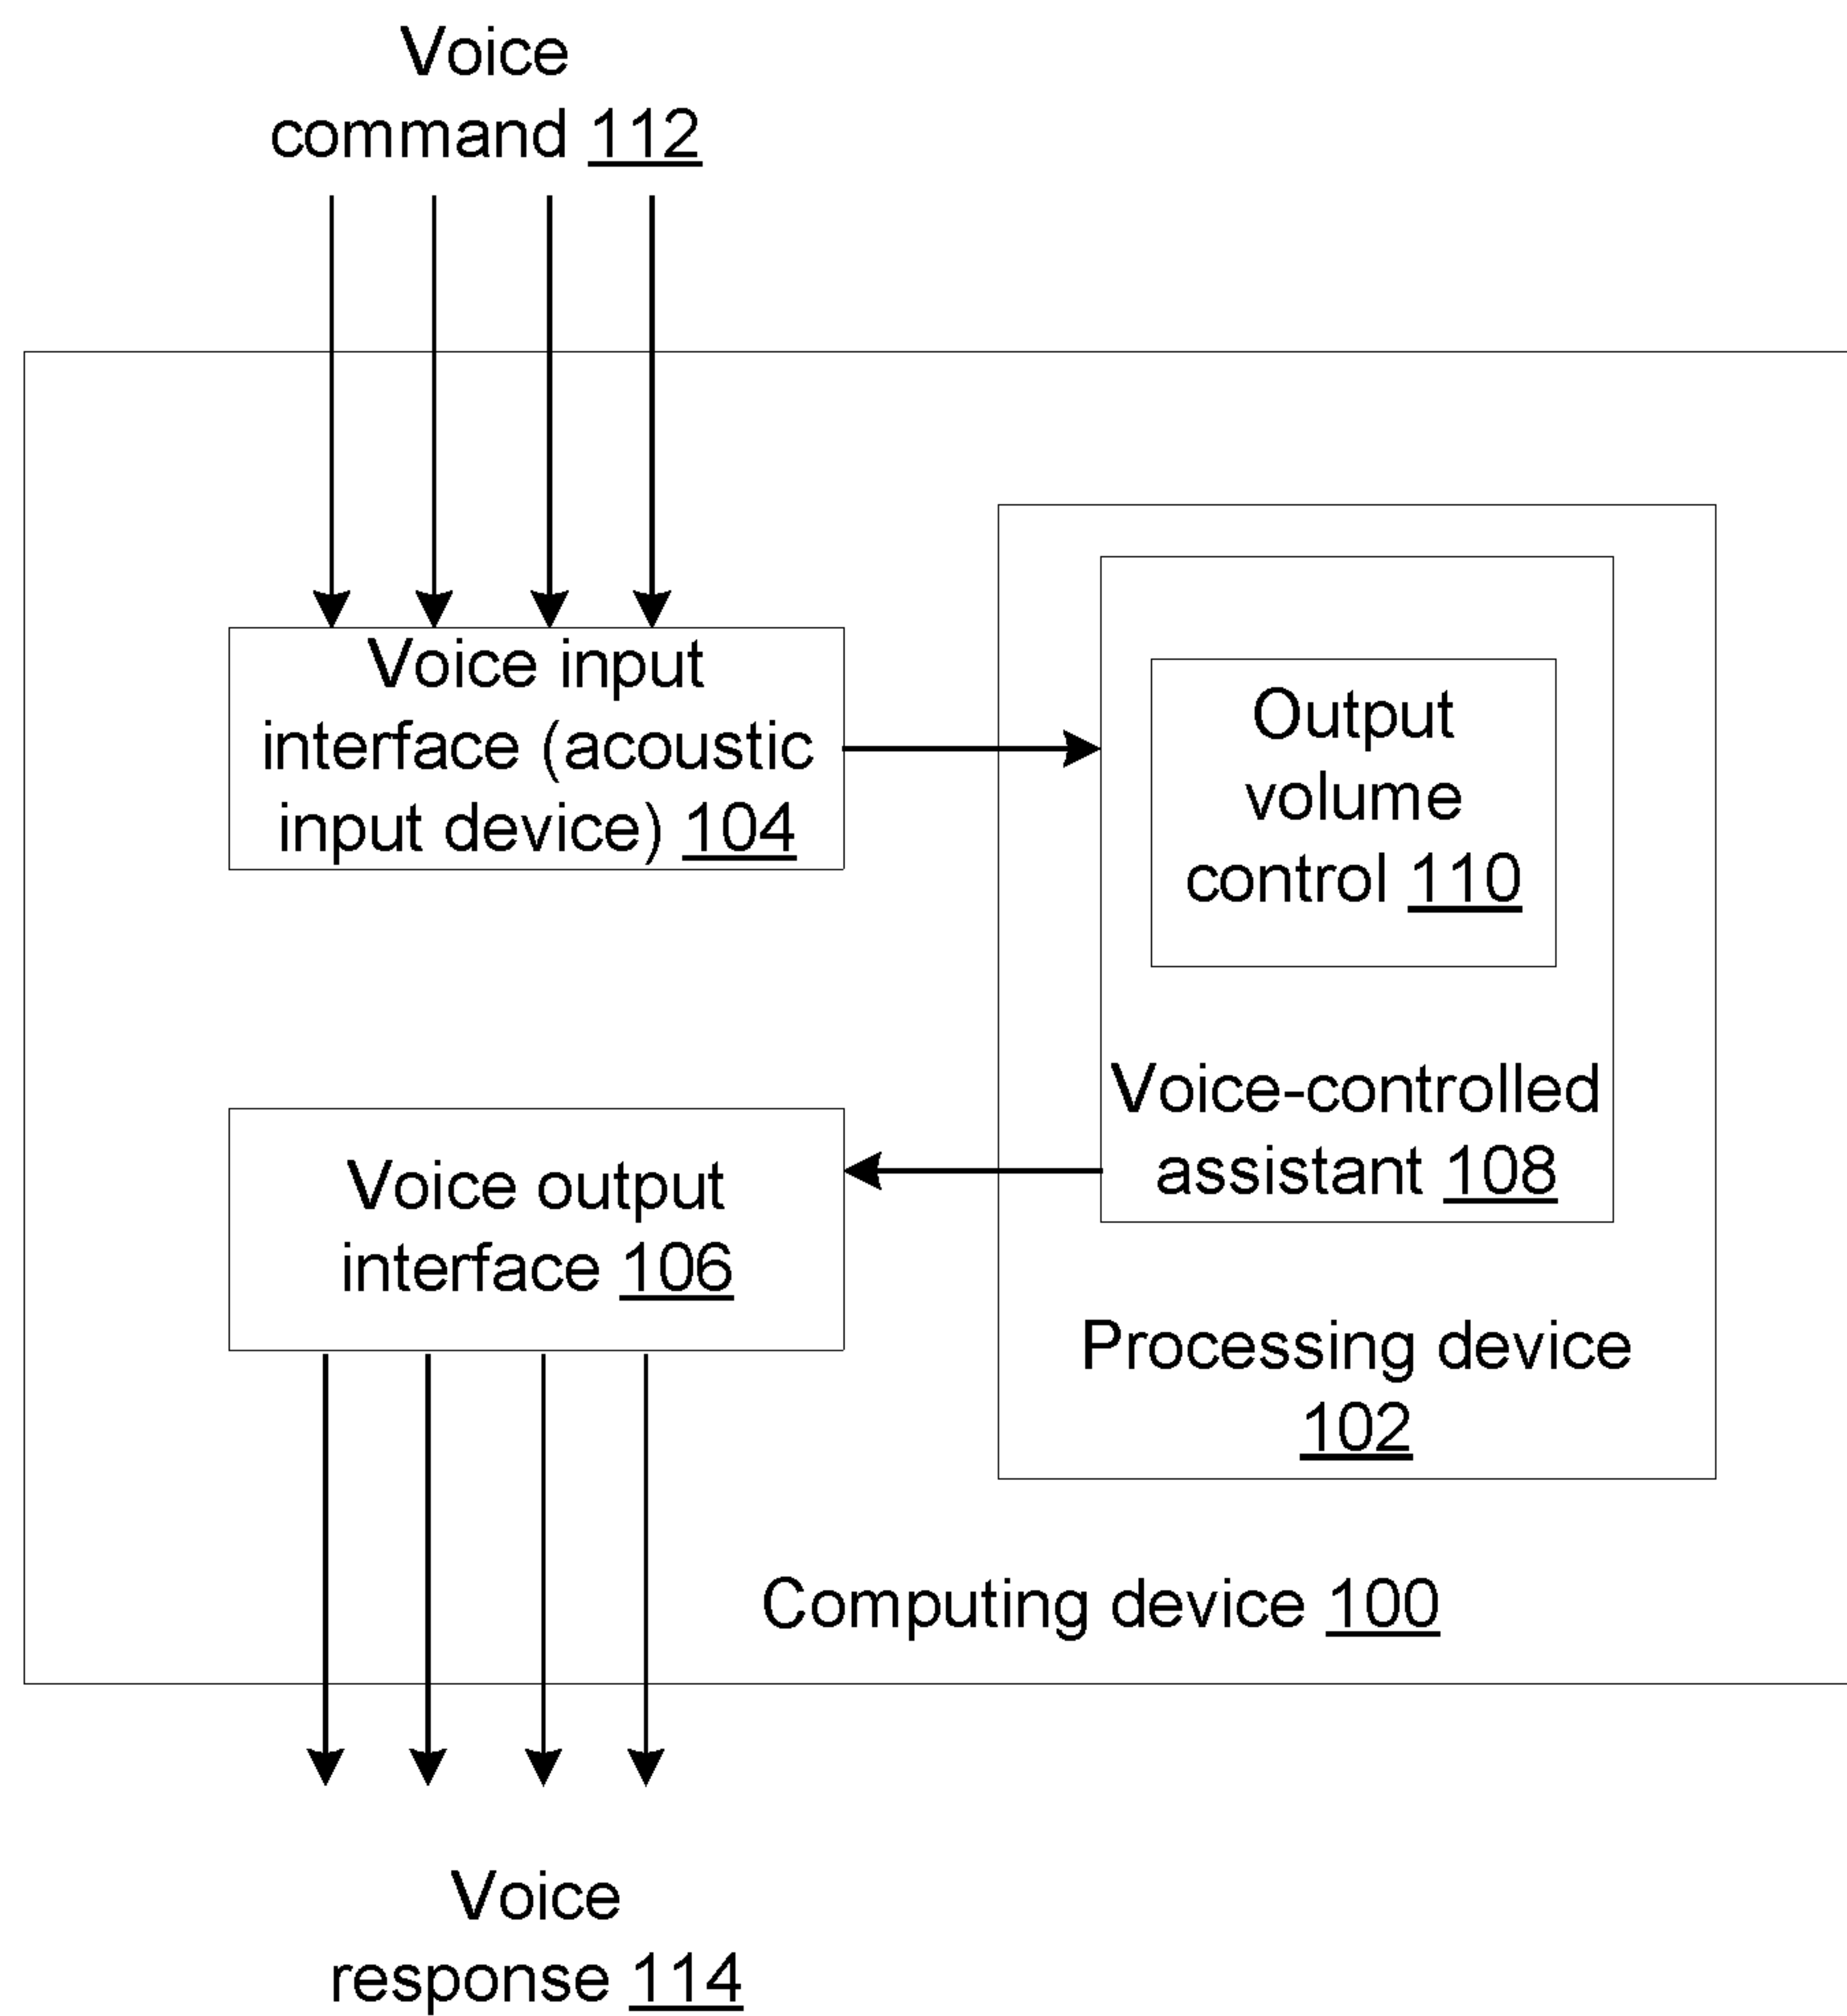 Voice
command 112
Voice input
interface (acoustic
input device) 104
Output
volume
control 110
Voice-controlled
assistant 108
Voice output
interface 106
Processing device
102
Computing device 100
Voice
response 114